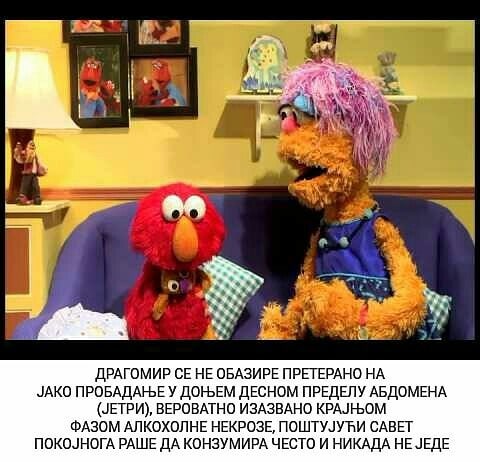 ДРАГОМИР СЕ НЕ ОБАЗИРЕ ПРЕТЕРАНО НА
ЈАКО ПРОБАДАЊЕ У ДОЊЕМ ДЕСНОМ ПРЕДЕЛУ АБДОМЕНА
(ЈЕТРИ), ВЕРОВАТНО ИЗАЗВАНО КРАЈЊОМ
ФАЗОМ АЛКОХОЛНЕ НЕКРОЗЕ, ПОШТУЈУЋИ САВЕТ
ПОКОЈНОГА РАШЕ ДА КОНЗУМИРА ЧЕСТО И НИКАДА НЕ ЈЕДЕ